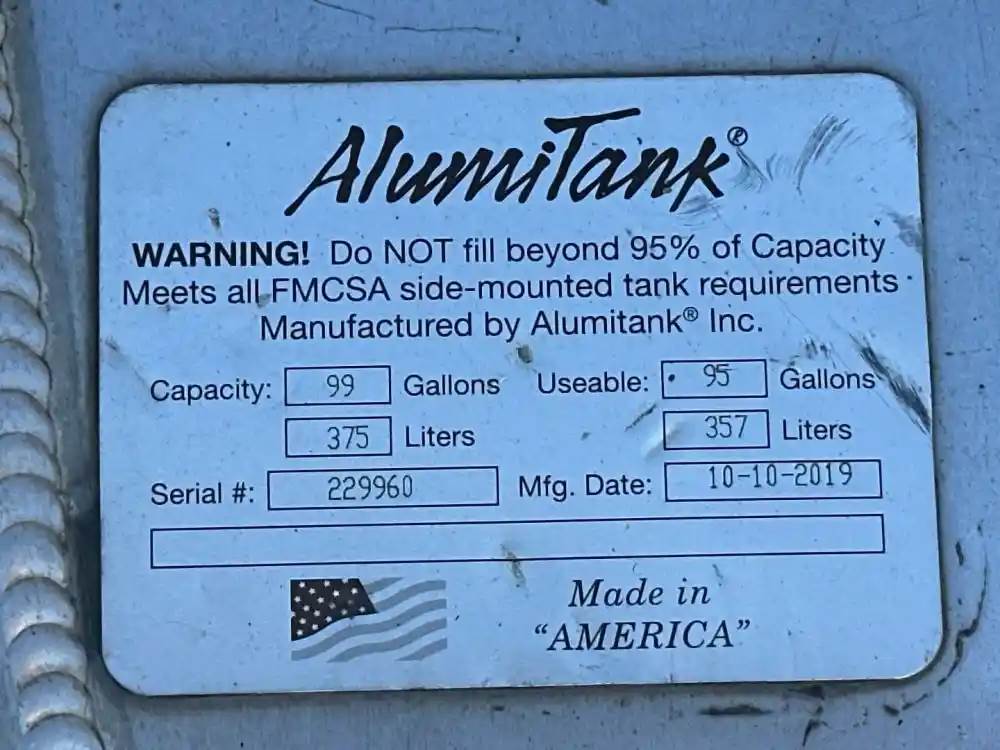 AlumiTank®
WARNING! Do NOT fill beyond 95% of Capacity
Meets all FMCSA side-mounted tank requirements
Manufactured by Alumitank® Inc.
Capacity: 99 Gallons Useable: 95 Gallons
375 Liters 357 Liters
Serial #: 229960 Mfg. Date: 10-10-2019
Made in
“AMERICA”